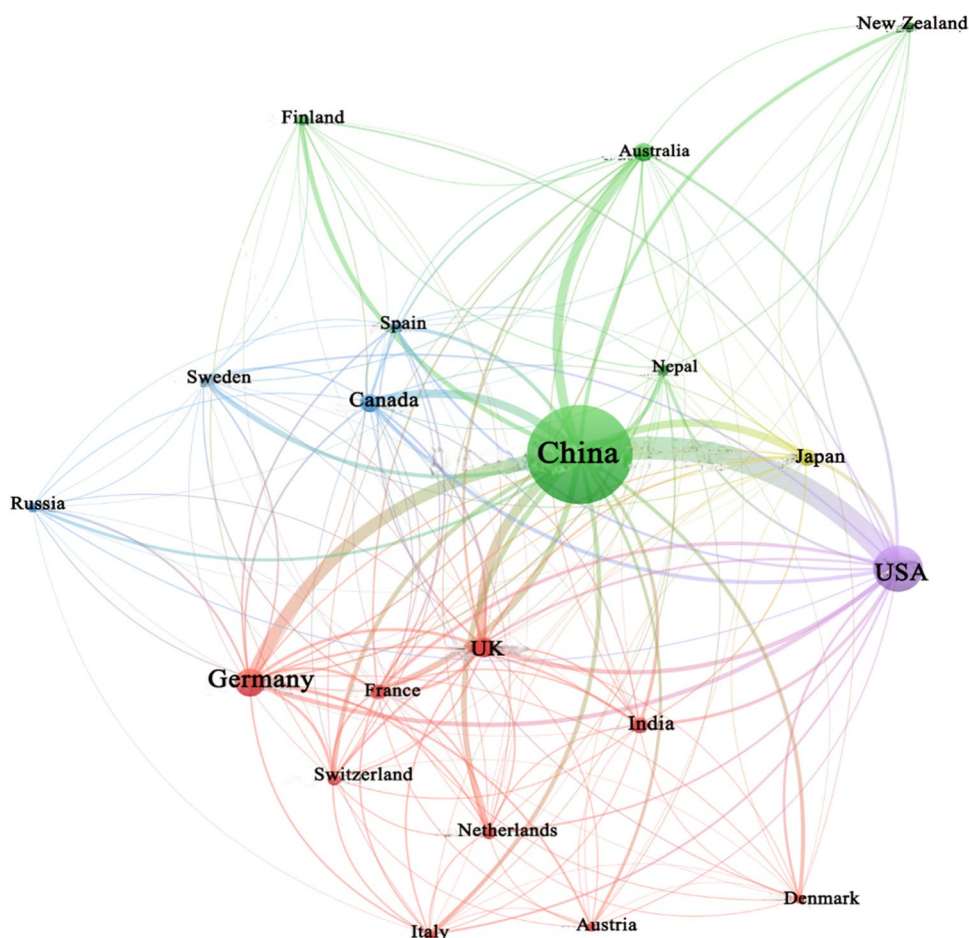 New Zealand
Finland
Australia
Spain
Nepal
Sweden
Canada
China
Japan
Russia
USA
UK
Germany
France
India
Switzerland
Netherlands
Denmark
Austria
Italy